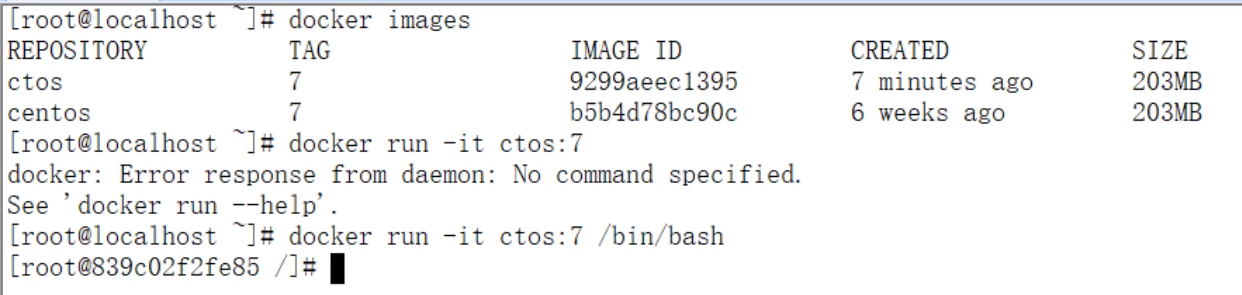 [root@localhost ~]# docker images
REPOSITORY TAG IMAGE ID CREATED SIZE
ctos 7 9299aeec1395 7 minutes ago 203MB
centos 7 b5b4d78bc90c 6 weeks ago 203MB
[root@localhost ~]# docker run -it ctos:7
docker: Error response from daemon: No command specified.
See 'docker run --help'.
[root@localhost ~]# docker run -it ctos:7 /bin/bash
[root@839c02f2fe85 /]#